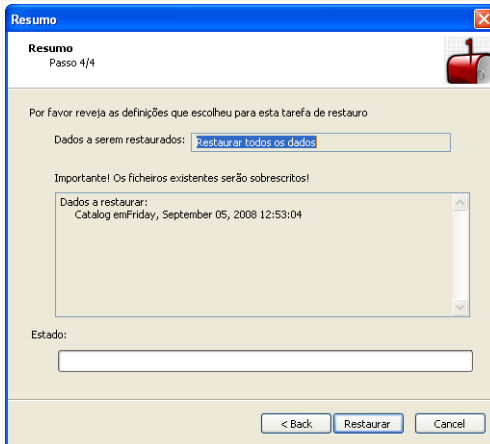 Resumo
Resumo
Passo 4/4
Por favor reveja as definições que escolheu para esta tarefa de restauro
Dados a serem restaurados: Restaurar todos os dados
Importante! Os ficheiros existentes serão sobrescritos!
Dados a restaurar:
Catalog emFriday, September 05, 2008 12:53:04
Estado:
< Back Restaurar Cancel